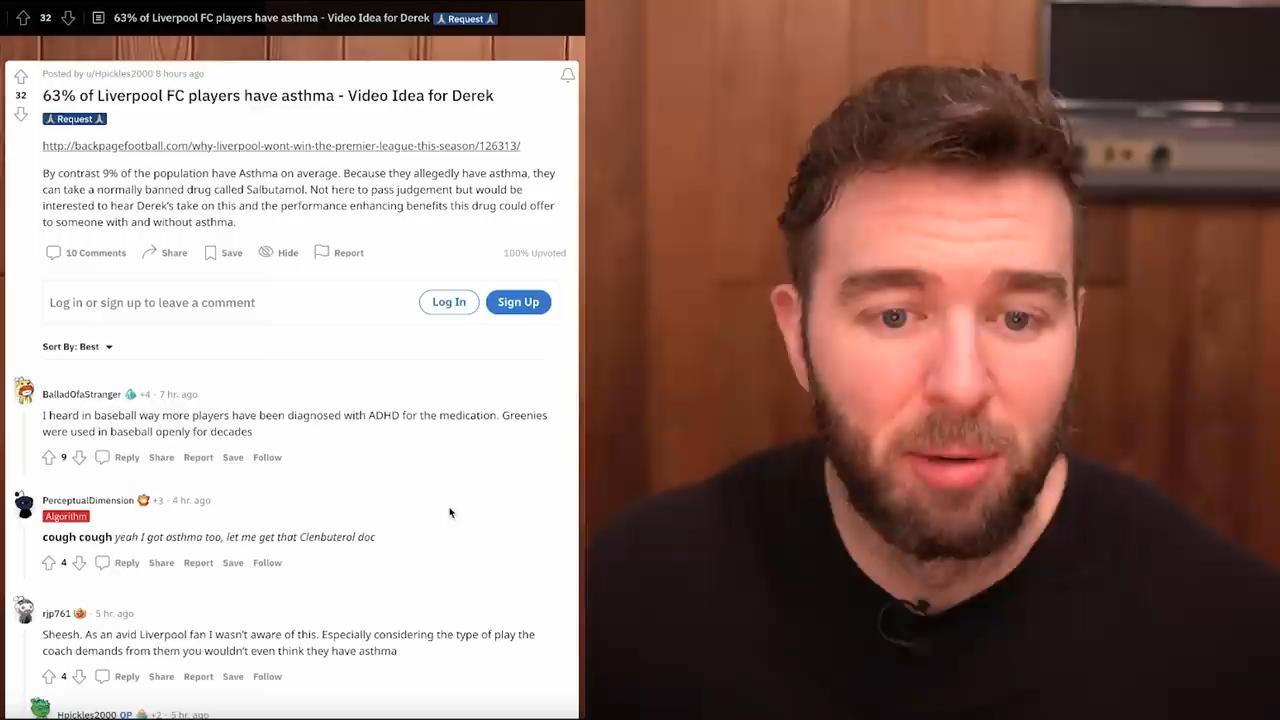 32 63% of Liverpool FC players have asthma - Video Idea for Derek 🙏 Request 🙏
Posted by u/Hpickles2000 8 hours ago
32
63% of Liverpool FC players have asthma - Video Idea for Derek
🙏 Request 🙏
http://backpagefootball.com/why-liverpool-wont-win-the-premier-league-this-season/126313/
By contrast 9% of the population have Asthma on average. Because they allegedly have asthma, they
can take a normally banned drug called Salbutamol. Not here to pass judgement but would be
interested to hear Derek's take on this and the performance enhancing benefits this drug could offer
to someone with and without asthma.
10 Comments Share Save Hide Report 100% Upvoted
Log in or sign up to leave a comment Log In Sign Up
Sort By: Best
BalladOfaStranger +4 · 7 hr. ago
I heard in baseball way more players have been diagnosed with ADHD for the medication. Greenies
were used in baseball openly for decades
9 Reply Share Report Save Follow
PerceptualDimension +3 · 4 hr. ago
Algorithm
cough cough yeah I got asthma too, let me get that Clenbuterol doc
4 Reply Share Report Save Follow
rjp761 · 5 hr. ago
Sheesh. As an avid Liverpool fan I wasn't aware of this. Especially considering the type of play the
coach demands from them you wouldn't even think they have asthma
4 Reply Share Report Save Follow
Hpickles2000 OP +2 · 5 hr. ago